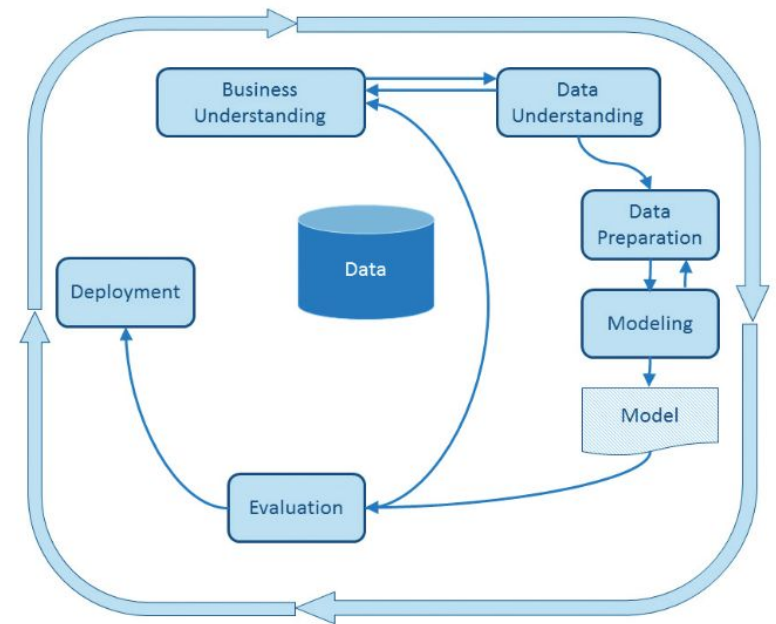 Business
Understanding
Data
Understanding
Data
Preparation
Data
Deployment
Modeling
Model
Evaluation